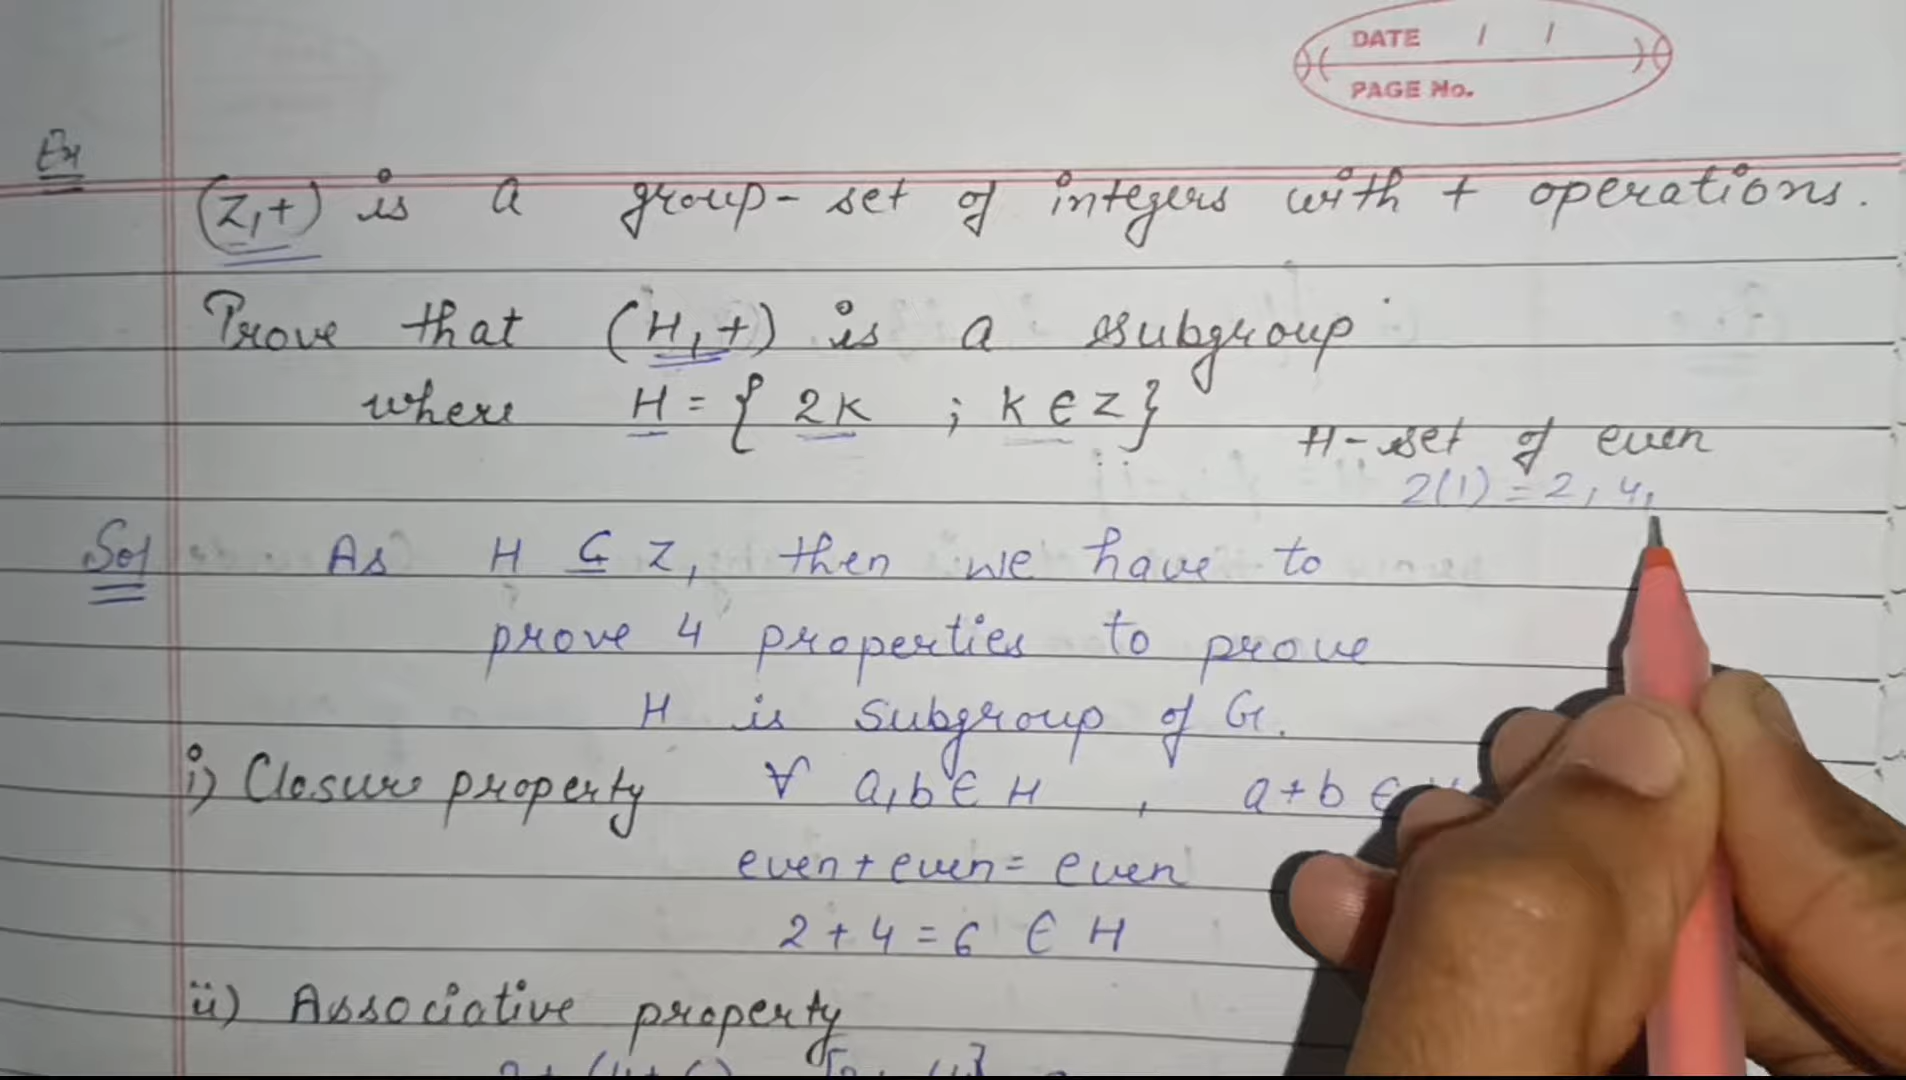 DATE / /
PAGE No.
Ex
(Z,+) is a group - set of integers with + operations.
Prove that (H,+) is a subgroup
where H = { 2K ; K ∈ Z }
H - set of even
2(1) = 2, 4,
Sol As H ⊆ Z, then we have to
prove 4 properties to prove
H is subgroup of G.
i) Closure property ∀ a,b ∈ H , a+b ∈
even + even = even
2 + 4 = 6 ∈ H
ii) Associative property